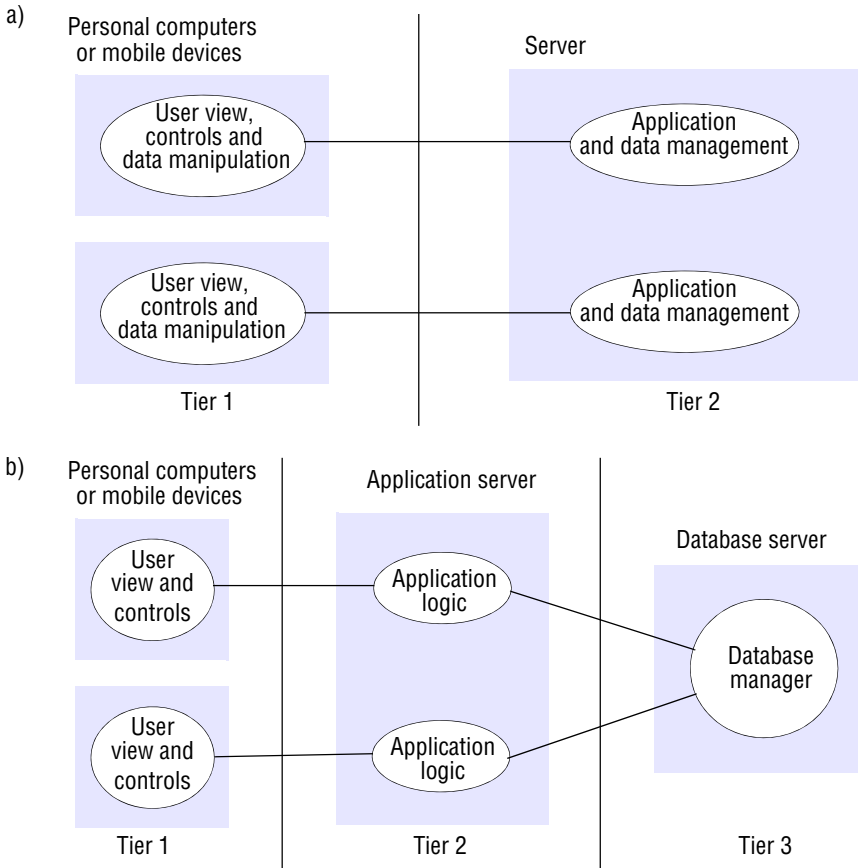 a)
Personal computers
or mobile devices
Server
User view,
controls and
data manipulation
Application
and data management
User view,
controls and
data manipulation
Application
and data management
Tier 1
Tier 2
b)
Personal computers
or mobile devices
Application server
Database server
User
view and
controls
Application
logic
Database
manager
User
view and
controls
Application
logic
Tier 1
Tier 2
Tier 3